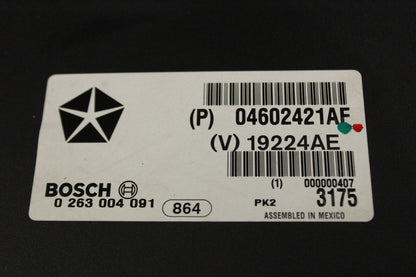 (P) 04602421AF
(V) 19224AE
BOSCH
(1) 000000407
0 263 004 091
864
PK2 3175
ASSEMBLED IN MEXICO